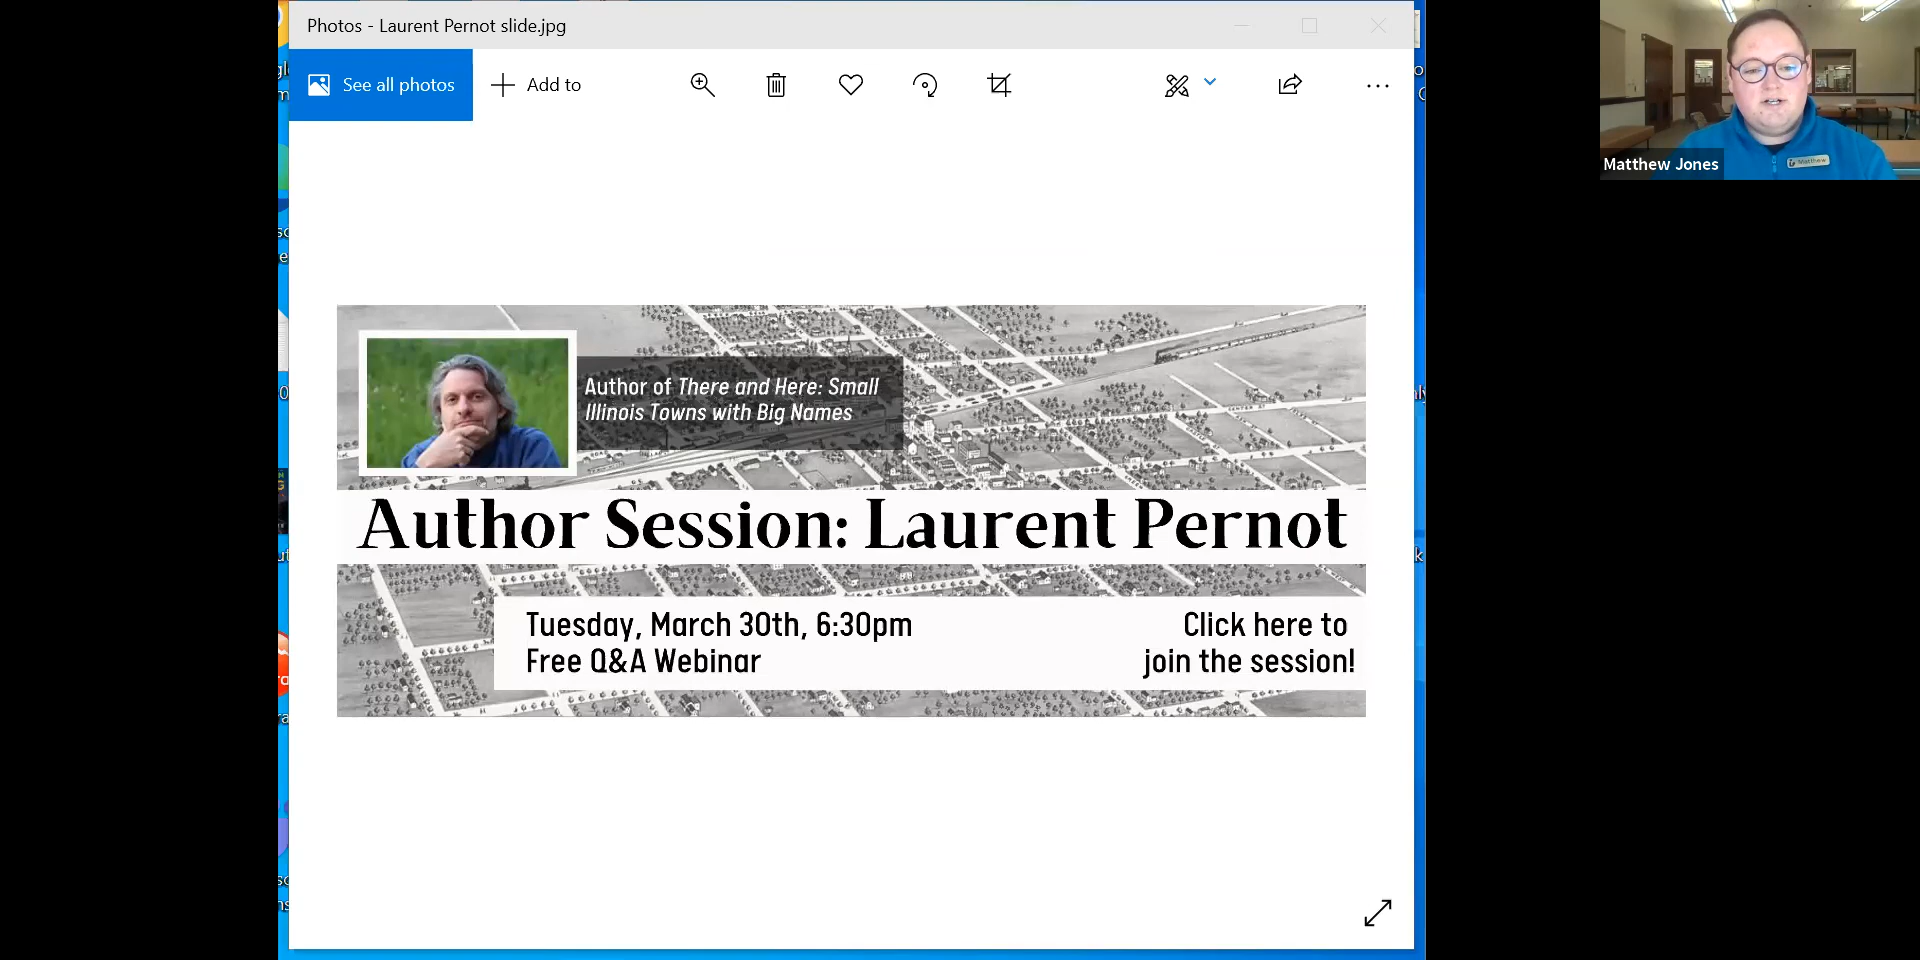 Photos - Laurent Pernot slide.jpg
See all photos
Add to
Matthew Jones
Matthew
Author of There and Here: Small
Illinois Towns with Big Names
Author Session: Laurent Pernot
Tuesday, March 30th, 6:30pm
Free Q&A Webinar
Click here to
join the session!